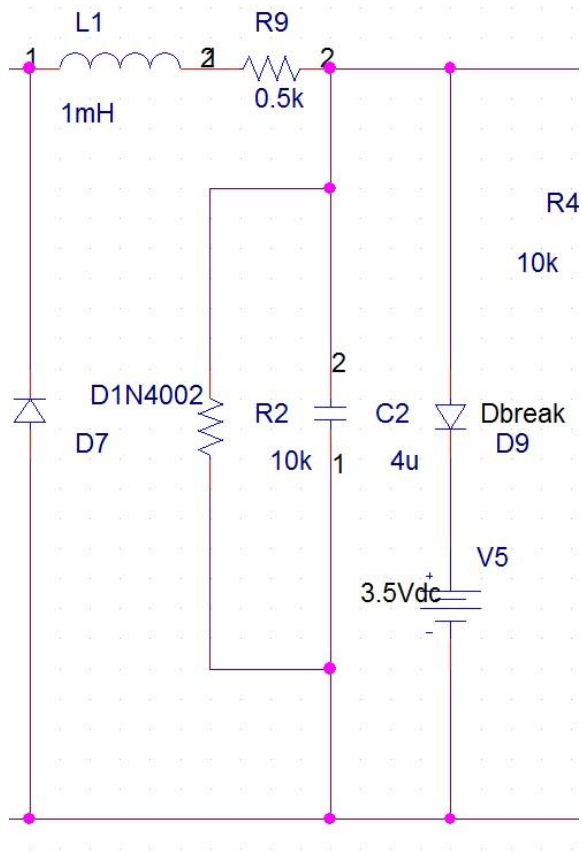 L1
R9
1
2
1
2
1mH
0.5k
R4
10k
2
D1N4002
R2
C2
Dbreak
D7
10k
1
4u
D9
V5
+
3.5Vdc
-